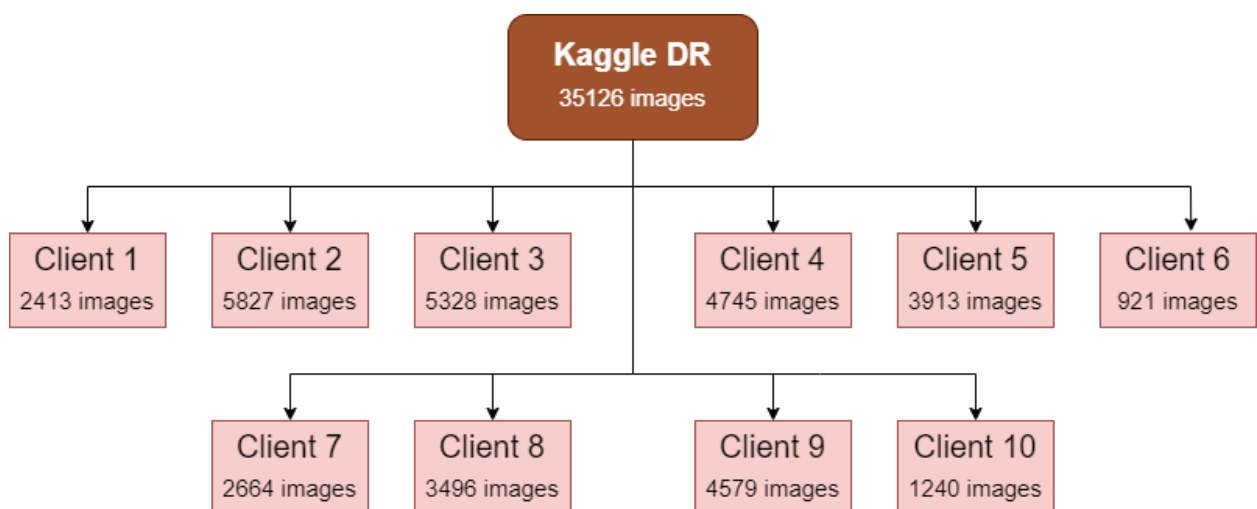 Kaggle DR
35126 images
Client 1
2413 images
Client 2
5827 images
Client 3
5328 images
Client 4
4745 images
Client 5
3913 images
Client 6
921 images
Client 7
2664 images
Client 8
3496 images
Client 9
4579 images
Client 10
1240 images